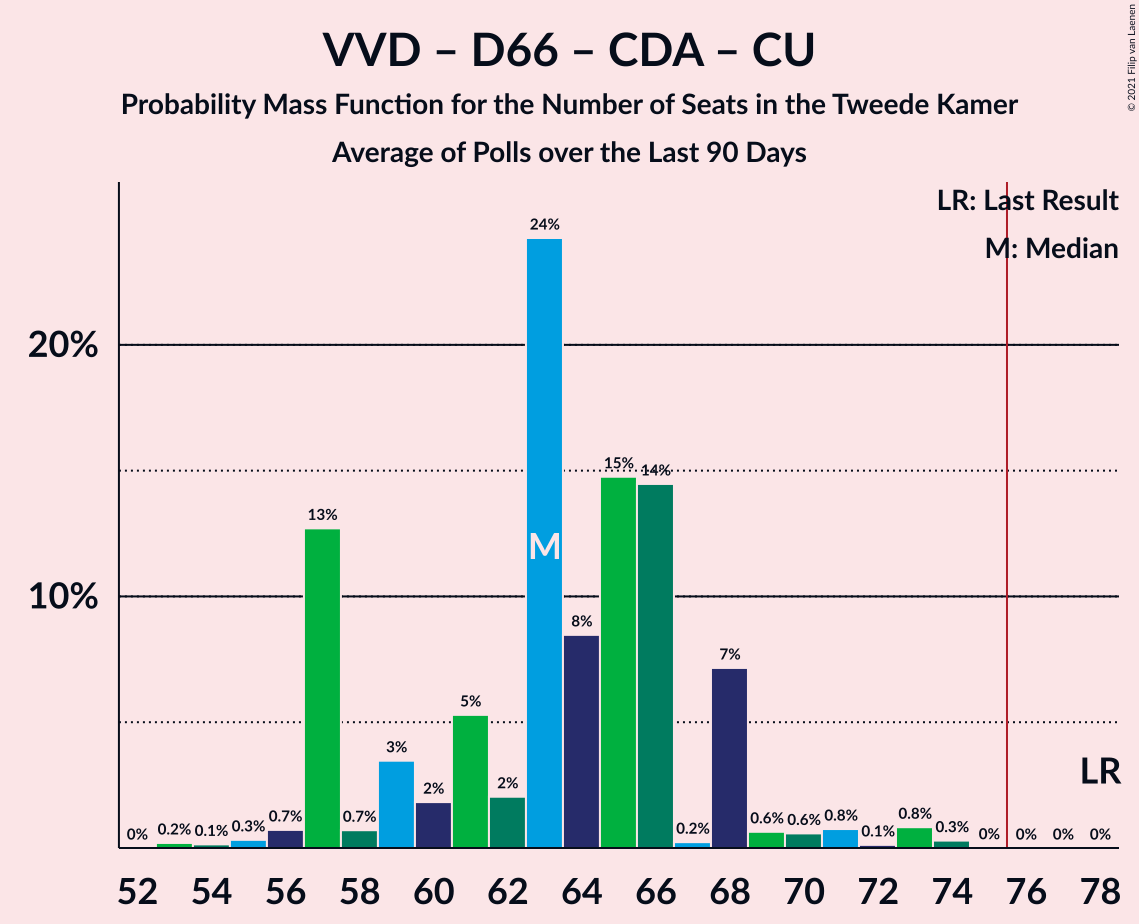 VVD – D66 – CDA – CU
Probability Mass Function for the Number of Seats in the Tweede Kamer
Average of Polls over the Last 90 Days
© 2021 Filip van Laenen
LR: Last Result
M: Median
20%
10%
0% 0.2% 0.1% 0.3% 0.7% 13% 0.7% 3% 2% 5% 2% 24% 8% 15% 14% 0.2% 7% 0.6% 0.6% 0.8% 0.1% 0.8% 0.3% 0% 0% 0% 0%
M
LR
52 54 56 58 60 62 64 66 68 70 72 74 76 78